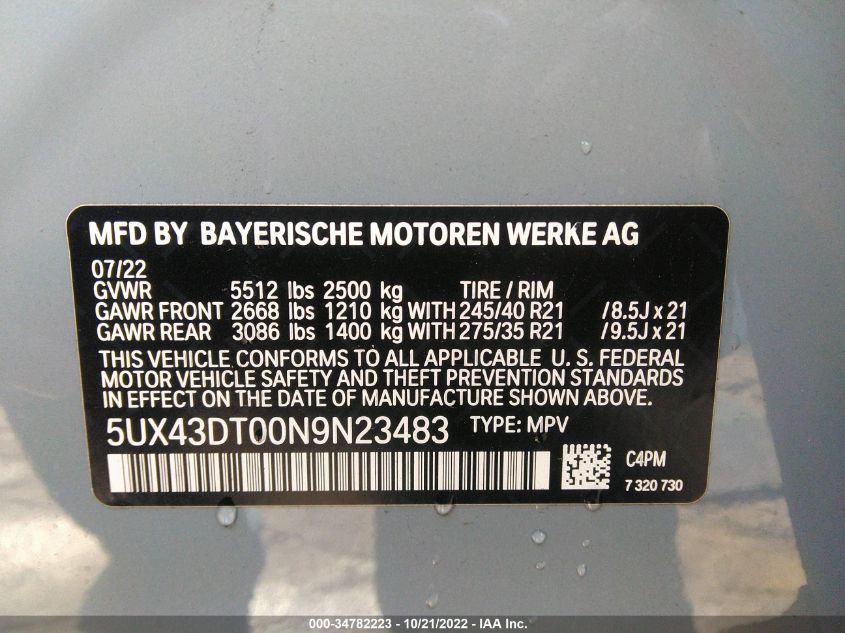 MFD BY BAYERISCHE MOTOREN WERKE AG
07/22
GVWR 5512 lbs 2500 kg TIRE / RIM
GAWR FRONT 2668 lbs 1210 kg WITH 245/40 R21 / 8.5J x 21
GAWR REAR 3086 lbs 1400 kg WITH 275/35 R21 / 9.5J x 21
THIS VEHICLE CONFORMS TO ALL APPLICABLE U. S. FEDERAL
MOTOR VEHICLE SAFETY AND THEFT PREVENTION STANDARDS
IN EFFECT ON THE DATE OF MANUFACTURE SHOWN ABOVE.
5UX43DT00N9N23483 TYPE: MPV
C4PM
7 320 730
000-34782223 - 10/21/2022 - IAA Inc.